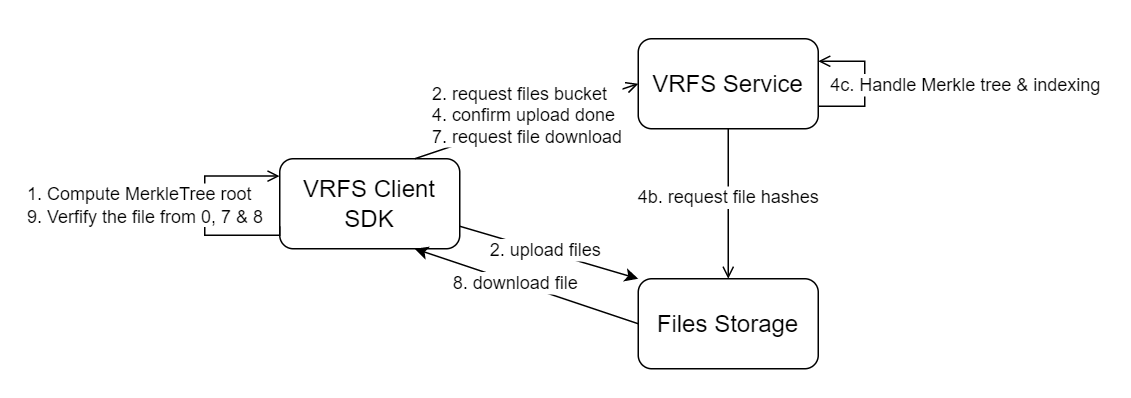 VRFS Service
4c. Handle Merkle tree & indexing
2. request files bucket
4. confirm upload done
7. request file download
VRFS Client
SDK
1. Compute MerkleTree root
9. Verfify the file from 0, 7 & 8
4b. request file hashes
2. upload files
8. download file
Files Storage